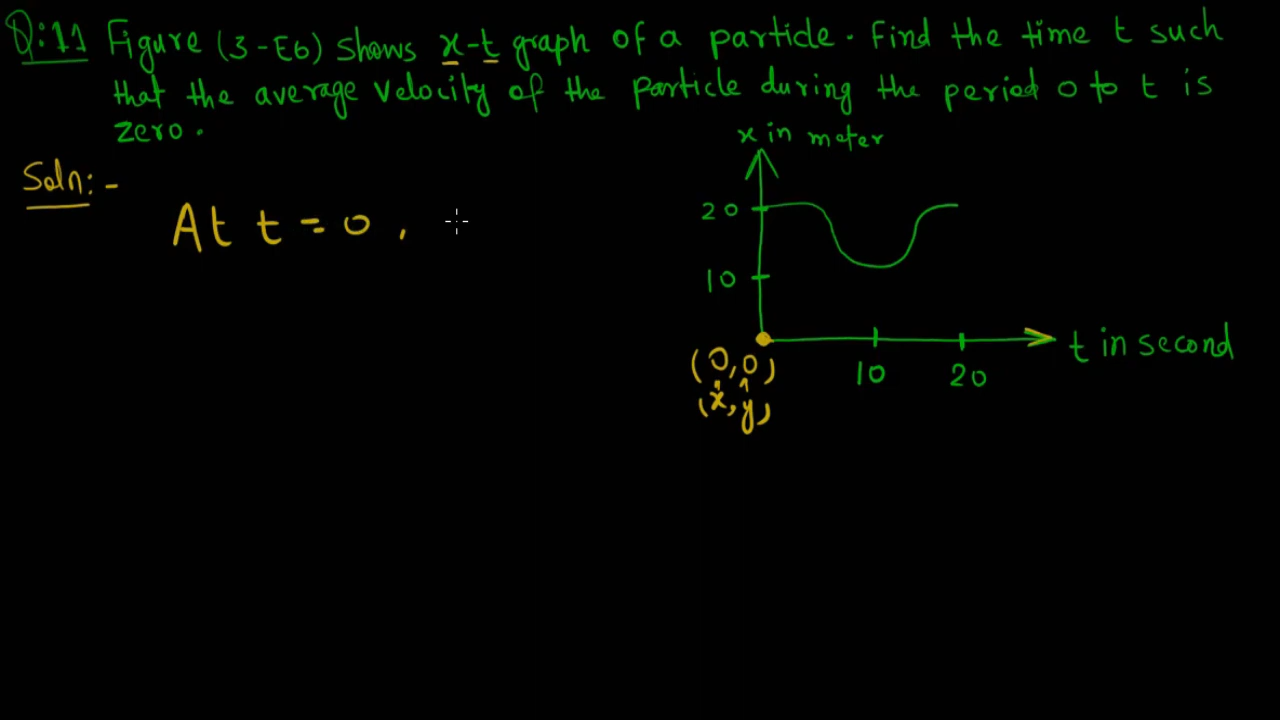 Q:11 Figure (3-E6) shows x-t graph of a particle. Find the time t such
that the average velocity of the particle during the period 0 to t is
zero.
x in meter
Soln:-
At t = 0 ,
20
10
(0,0)
(x,y)
10
20
t in second